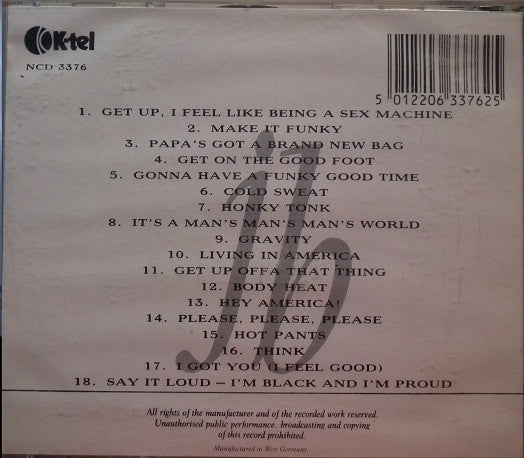 K-tel
NCD 3376
5 012206 337625
1. GET UP, I FEEL LIKE BEING A SEX MACHINE
2. MAKE IT FUNKY
3. PAPA'S GOT A BRAND NEW BAG
4. GET ON THE GOOD FOOT
5. GONNA HAVE A FUNKY GOOD TIME
6. COLD SWEAT
7. HONKY TONK
8. IT'S A MAN'S MAN'S MAN'S WORLD
9. GRAVITY
10. LIVING IN AMERICA
11. GET UP OFFA THAT THING
12. BODY HEAT
13. HEY AMERICA!
14. PLEASE, PLEASE, PLEASE
15. HOT PANTS
16. THINK
17. I GOT YOU (I FEEL GOOD)
18. SAY IT LOUD – I'M BLACK AND I'M PROUD
jb
All rights of the manufacturer and of the recorded work reserved.
Unauthorised public performance, broadcasting and copying
of this record prohibited.
Manufactured in West Germany